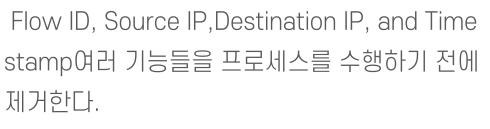 Flow ID, Source IP,Destination IP, and Time
stamp여러 기능들을 프로세스를 수행하기 전에
제거한다.